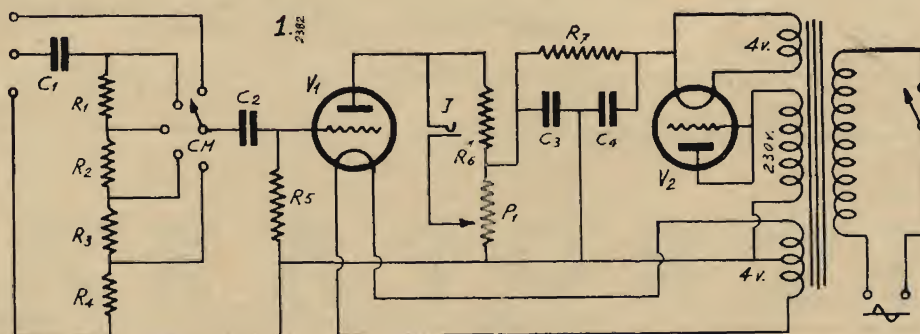 1.
2382
C1
R1
R2
R3
R4
CM
C2
R5
V1
J
R6
P1
R7
C3
C4
V2
4v.
230v.
4v.